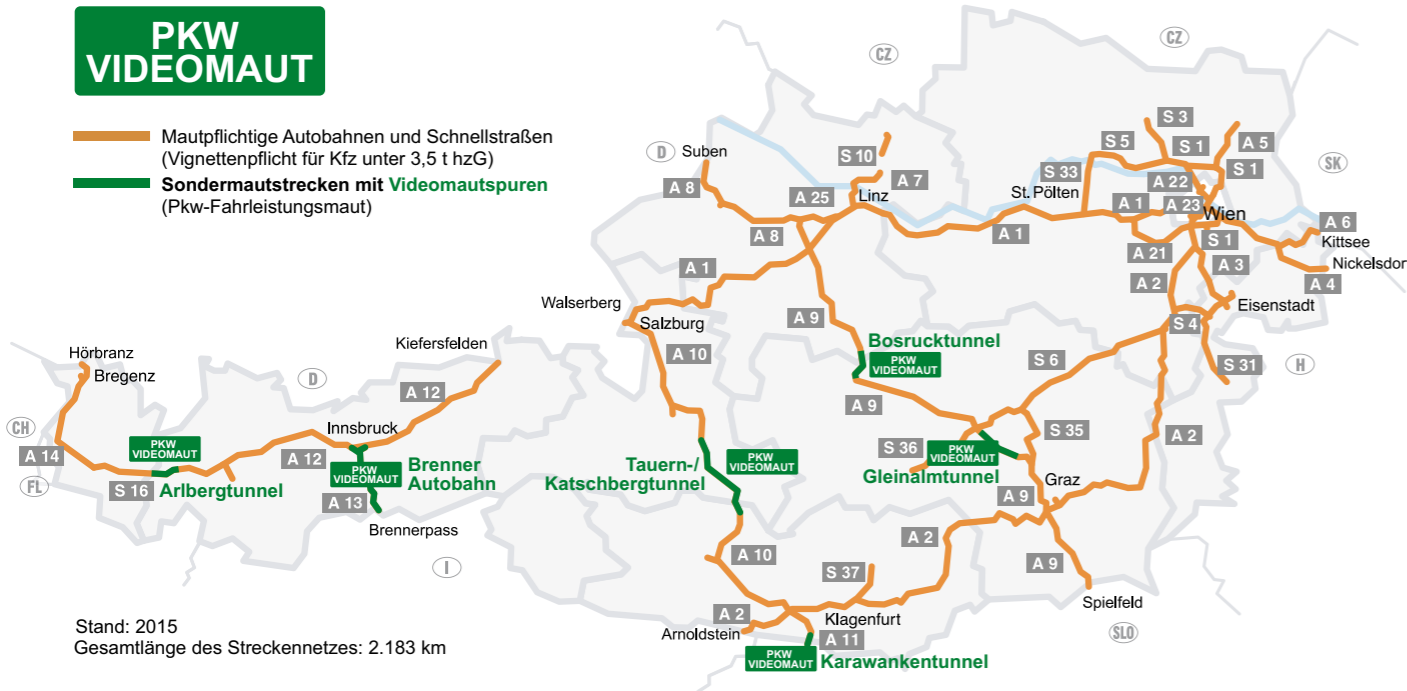 PKW
VIDEOMAUT
Mautpflichtige Autobahnen und Schnellstraßen
(Vignettenpflicht für Kfz unter 3,5 t hzG)
Sondermautstrecken mit Videomautspuren
(Pkw-Fahrleistungsmaut)
CZ
CZ
D
Suben
A 8
S 10
A 7
A 25
Linz
A 8
A 1
S 3
S 5
S 1
A 5
S 33
S 1
SK
St. Pölten
A 22
A 1
A 23
Wien
A 1
A 21
S 1
A 6
Kittsee
A 3
Nickelsdor
A 4
A 2
Eisenstadt
S 4
S 31
H
Walserberg
Salzburg
A 10
A 9
Bosrucktunnel
PKW
VIDEOMAUT
A 9
S 6
S 36
PKW
VIDEOMAUT
Gleinalmtunnel
S 35
A 2
Graz
A 9
Hörbranz
Bregenz
D
Kiefersfelden
A 12
CH
Innsbruck
PKW
VIDEOMAUT
A 14
FL
S 16
Arlbergtunnel
A 12
PKW
VIDEOMAUT
Brenner
Autobahn
A 13
Brennerpass
I
Tauern-/
Katschbergtunnel
PKW
VIDEOMAUT
A 10
A 2
S 37
A 9
Spielfeld
SLO
A 2
Arnoldstein
Klagenfurt
A 11
PKW
VIDEOMAUT
Karawankentunnel
Stand: 2015
Gesamtlänge des Streckennetzes: 2.183 km